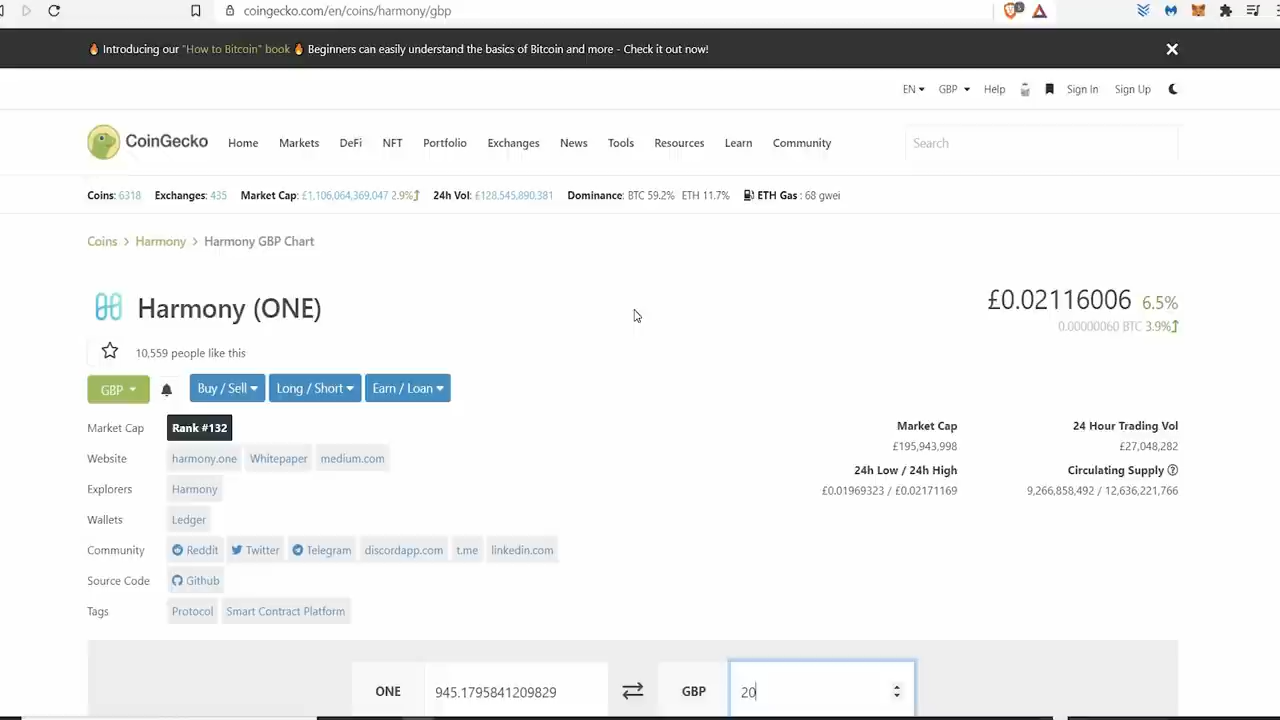 coingecko.com/en/coins/harmony/gbp
Introducing our "How to Bitcoin" book Beginners can easily understand the basics of Bitcoin and more - Check it out now!
EN GBP Help Sign In Sign Up
CoinGecko Home Markets DeFi NFT Portfolio Exchanges News Tools Resources Learn Community Search
Coins: 6318 Exchanges: 435 Market Cap: £1,106,064,369,047 2.9% 24h Vol: £128,545,890,381 Dominance: BTC 59.2% ETH 11.7% ETH Gas : 68 gwei
Coins > Harmony > Harmony GBP Chart
Harmony (ONE) £0.02116006 6.5%
0.00000060 BTC 3.9%
10,559 people like this
GBP Buy / Sell Long / Short Earn / Loan
Market Cap Rank #132 Market Cap 24 Hour Trading Vol
£195,943,998 £27,048,282
Website harmony.one Whitepaper medium.com
24h Low / 24h High Circulating Supply
Explorers Harmony £0.01969323 / £0.02171169 9,266,858,492 / 12,636,221,766
Wallets Ledger
Community Reddit Twitter Telegram discordapp.com t.me linkedin.com
Source Code Github
Tags Protocol Smart Contract Platform
ONE 945.1795841209829 GBP 20